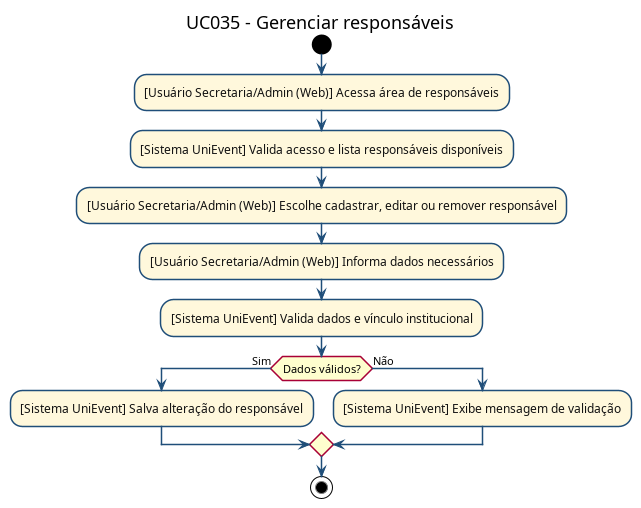 UC035 - Gerenciar responsáveis
[Usuário Secretaria/Admin (Web)] Acessa área de responsáveis
[Sistema UniEvent] Valida acesso e lista responsáveis disponíveis
[Usuário Secretaria/Admin (Web)] Escolhe cadastrar, editar ou remover responsável
[Usuário Secretaria/Admin (Web)] Informa dados necessários
[Sistema UniEvent] Valida dados e vínculo institucional
Sim
Dados válidos?
Não
[Sistema UniEvent] Salva alteração do responsável
[Sistema UniEvent] Exibe mensagem de validação